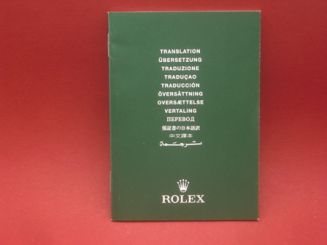 TRANSLATION
ÜBERSETZUNG
TRADUZIONE
TRADUÇAO
TRADUCCIÓN
ÖVERSÄTTNING
OVERSÆTTELSE
VERTALING
ПЕРЕВОД
保証書の日本語訳
中(文)譯本
ترجمة
ROLEX